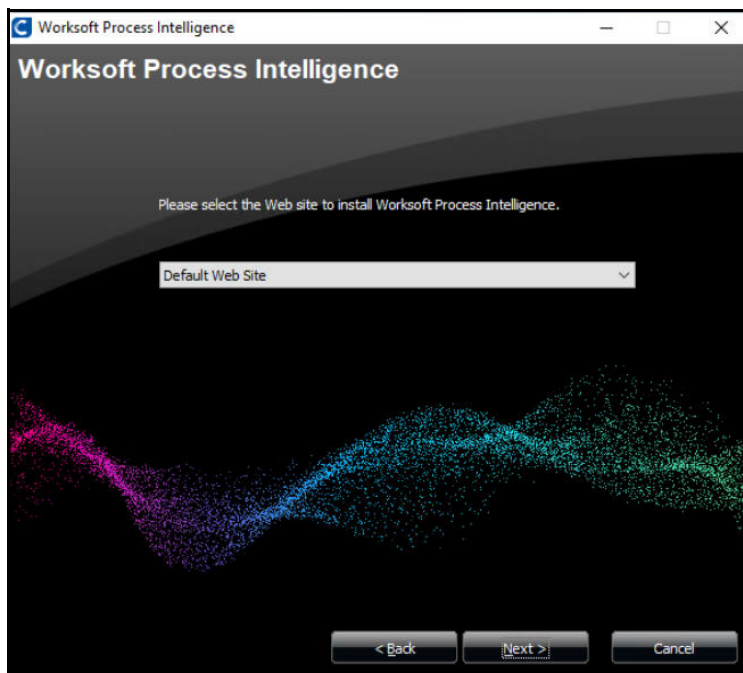 Worksoft Process Intelligence
Worksoft Process Intelligence
Please select the Web site to install Worksoft Process Intelligence.
Default Web Site
< Back
Next >
Cancel